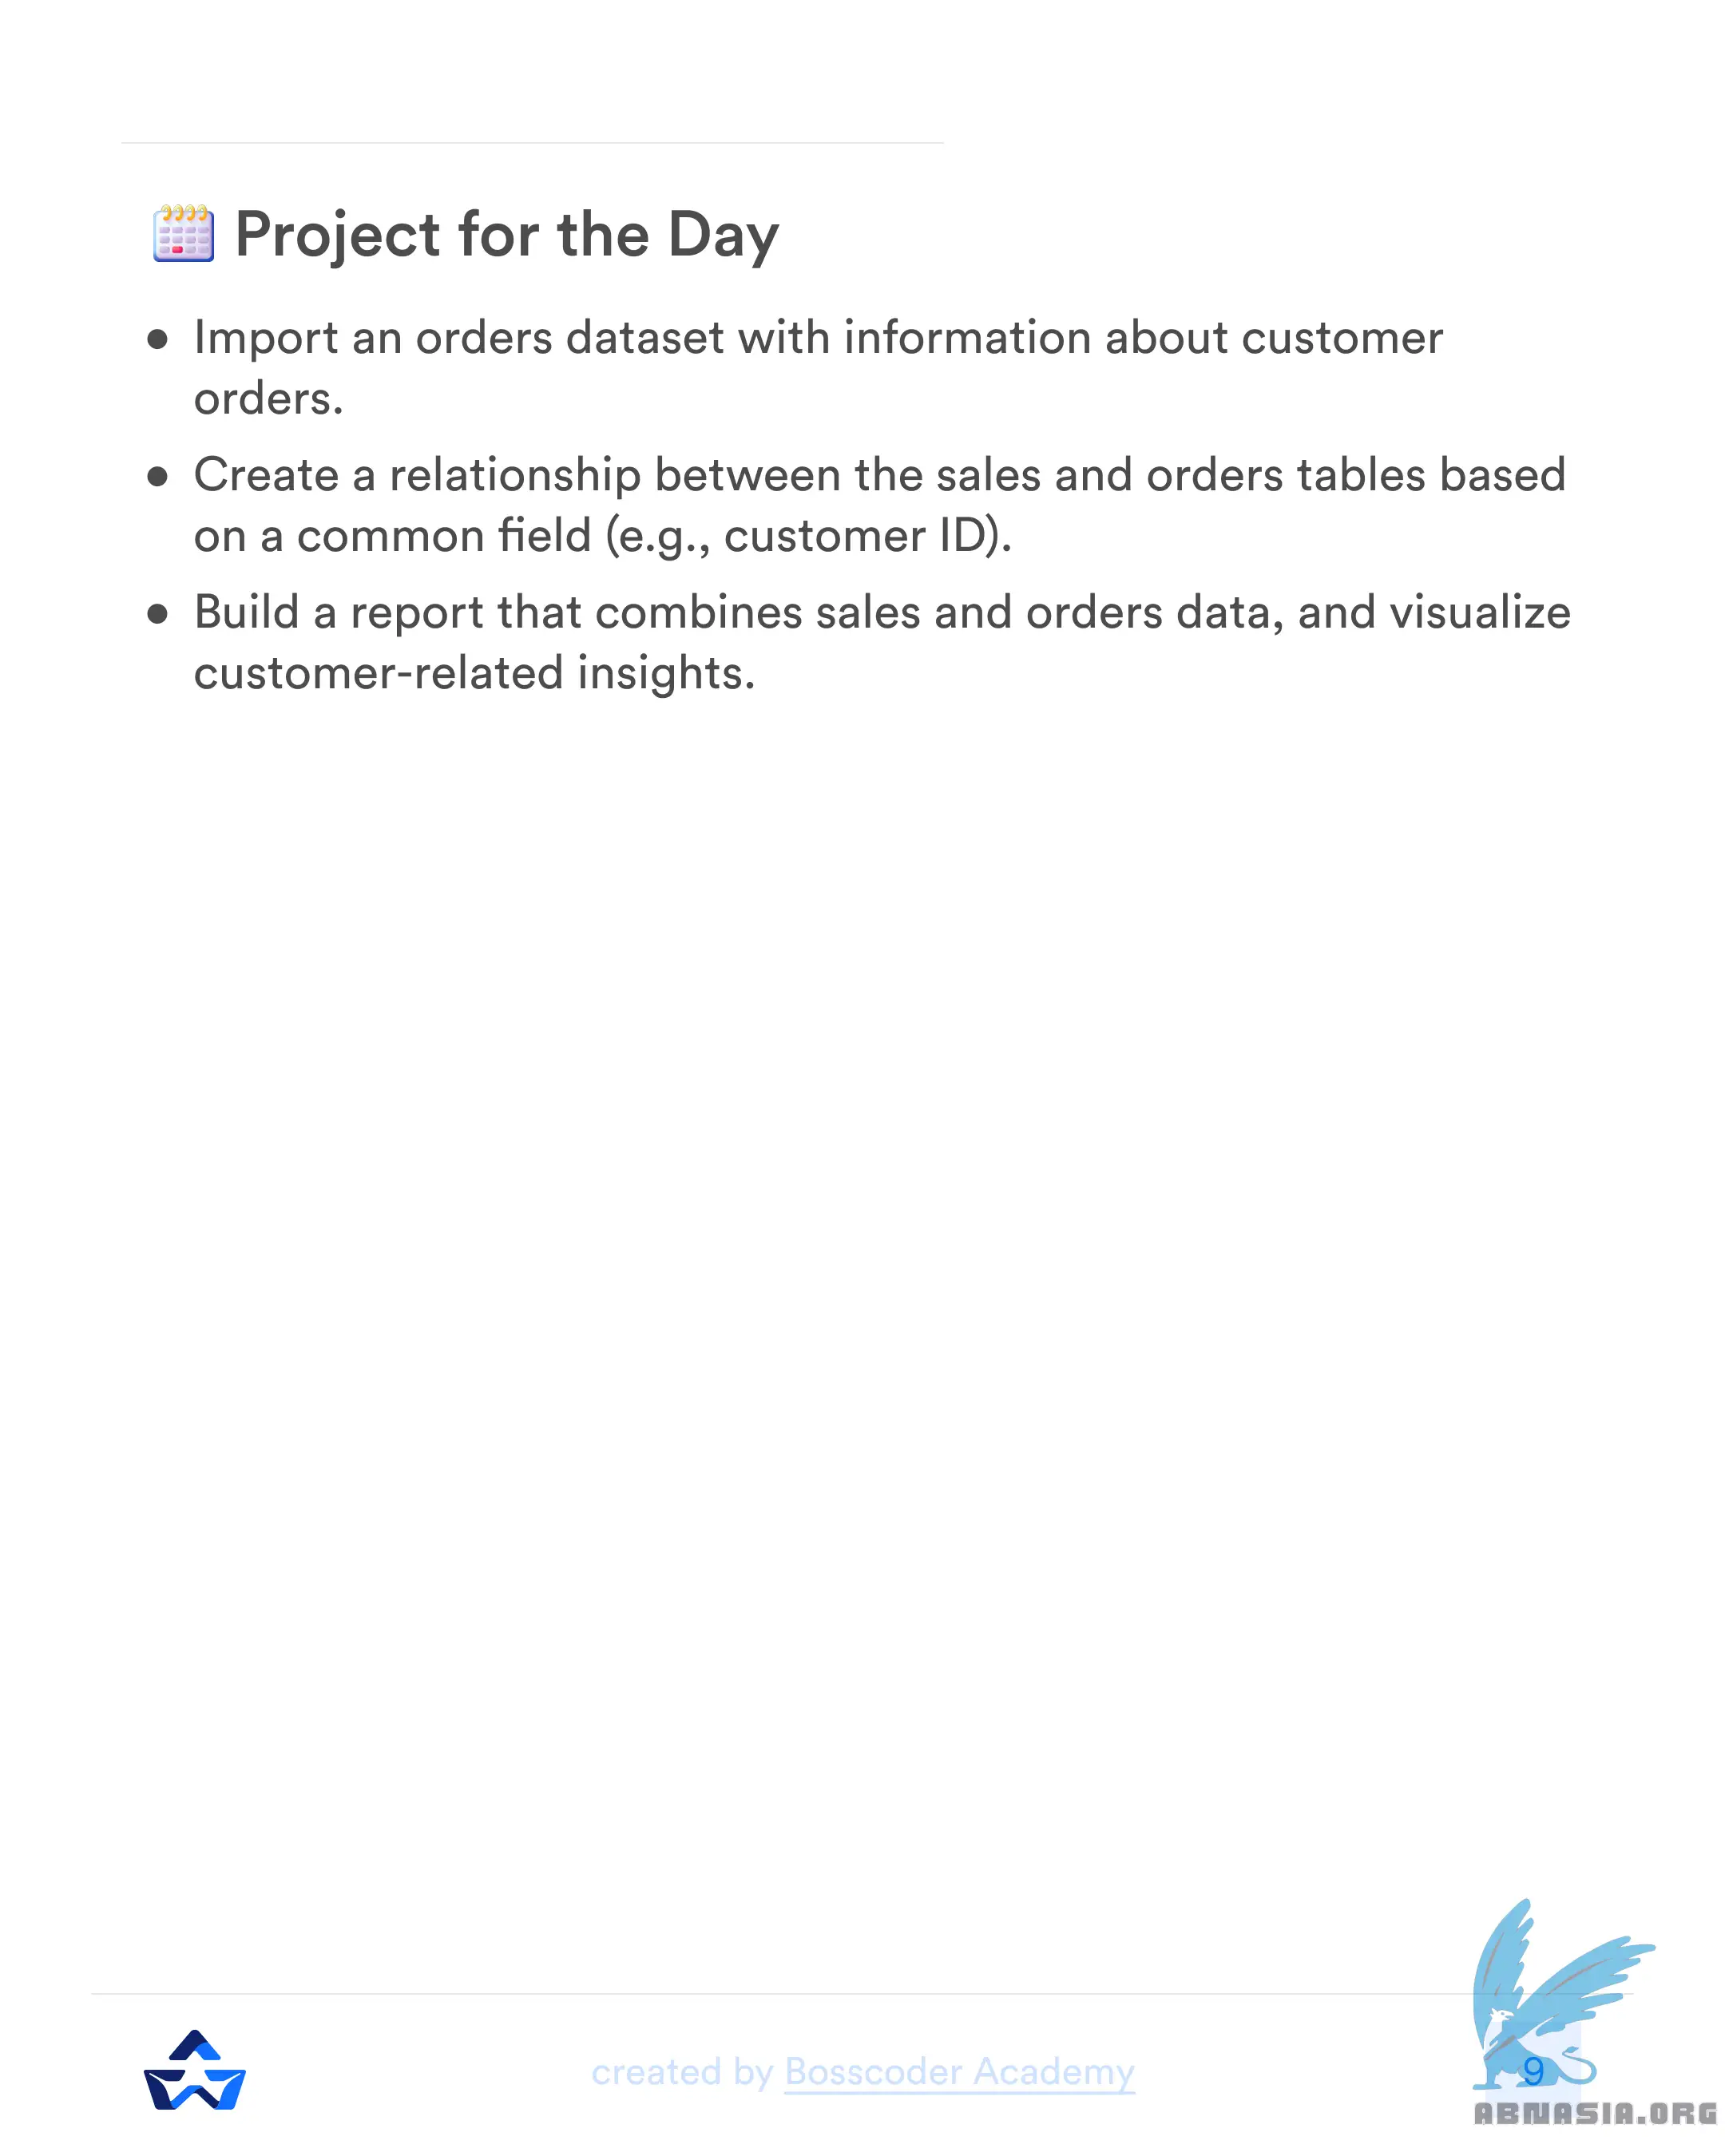 Project for the Day
● Import an orders dataset with information about customer
orders.
● Create a relationship between the sales and orders tables based
on a common field (e.g., customer ID).
● Build a report that combines sales and orders data, and visualize
customer-related insights.
created by Bosscoder Academy
9
ABNASIA.ORG